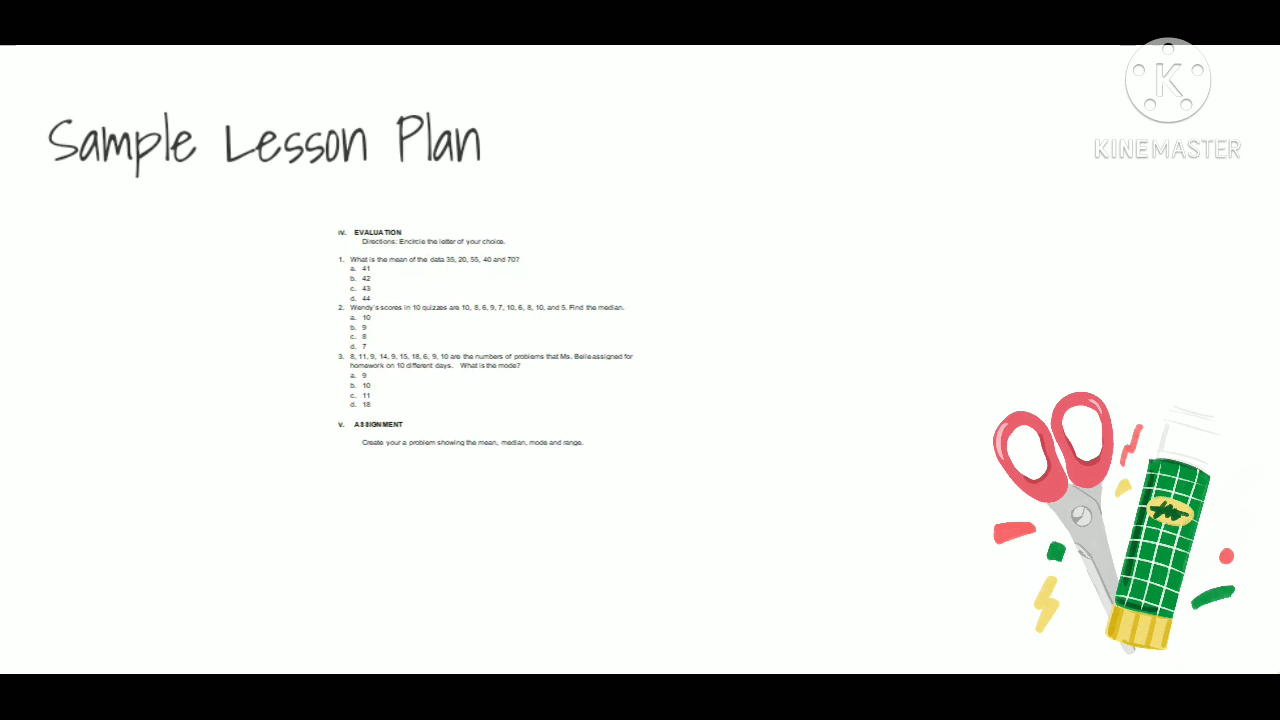 K
KINEMASTER
Sample Lesson Plan
IV. EVALUATION
Directions: Encircle the letter of your choice.
1. What is the mean of the data 35, 20, 55, 40 and 70?
a. 41
b. 42
c. 43
d. 44
2. Wendy's scores in 10 quizzes are 10, 8, 6, 9, 7, 10, 6, 8, 10, and 5. Find the median.
a. 10
b. 9
c. 8
d. 7
3. 8, 11, 9, 14, 9, 15, 18, 6, 9, 10 are the numbers of problems that Ms. Belle assigned for
homework on 10 different days. What is the mode?
a. 9
b. 10
c. 11
d. 18
V. ASSIGNMENT
Create your a problem showing the mean, median, mode and range.